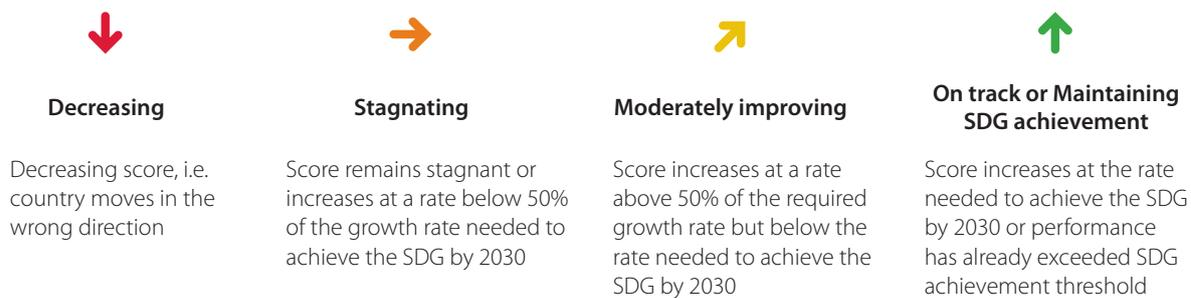 Decreasing
Decreasing score, i.e.
country moves in the
wrong direction
Stagnating
Score remains stagnant or
increases at a rate below 50%
of the growth rate needed to
achieve the SDG by 2030
Moderately improving
Score increases at a rate
above 50% of the required
growth rate but below the
rate needed to achieve the
SDG by 2030
On track or Maintaining
SDG achievement
Score increases at the rate
needed to achieve the SDG
by 2030 or performance
has already exceeded SDG
achievement threshold